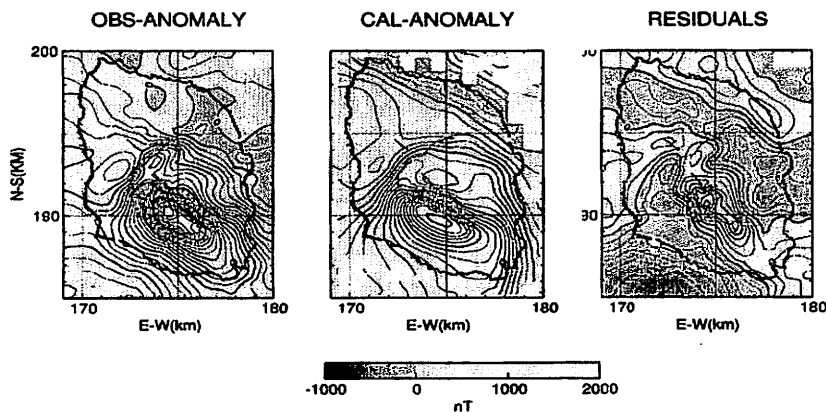 OBS-ANOMALY
CAL-ANOMALY
RESIDUALS
200
190
N-S(KM)
170
180
E-W(km)
170
180
E-W(km)
30
170
180
E-W(km)
-1000
0
1000
2000
nT